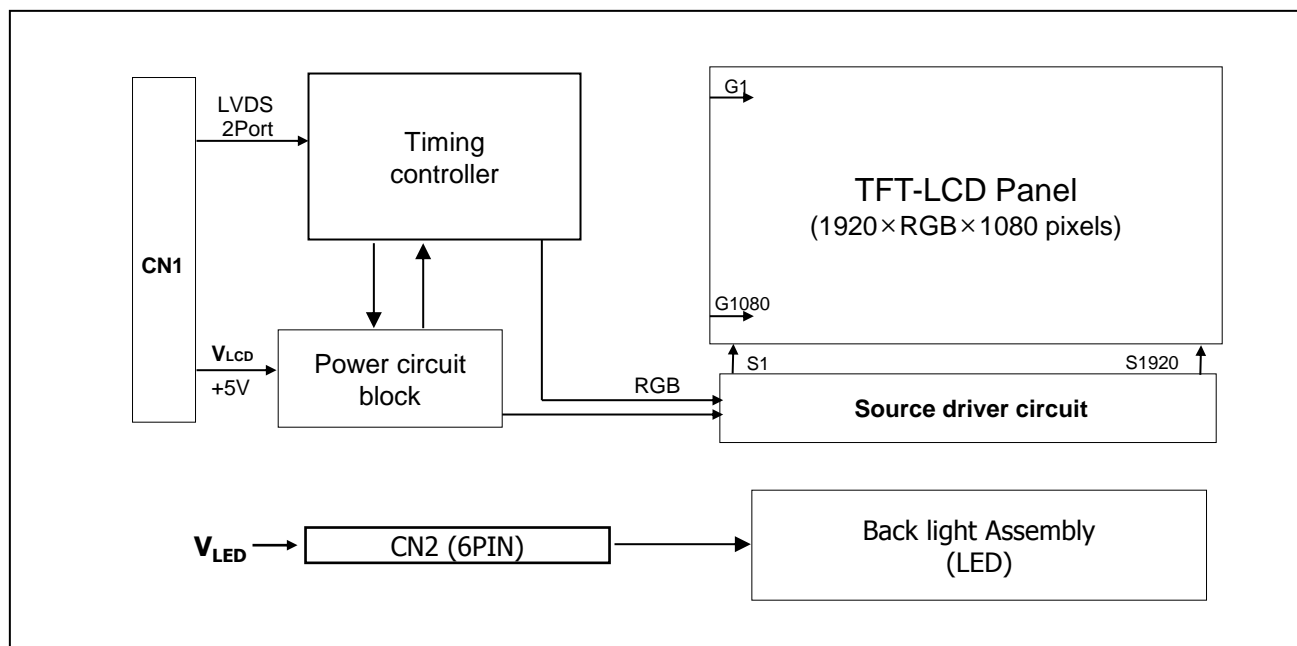 LVDS
2Port
Timing
controller
G1
TFT-LCD Panel
(1920×RGB×1080 pixels)
CN1
G1080
VLCD
+5V
Power circuit
block
S1
S1920
RGB
Source driver circuit
VLED
CN2 (6PIN)
Back light Assembly
(LED)